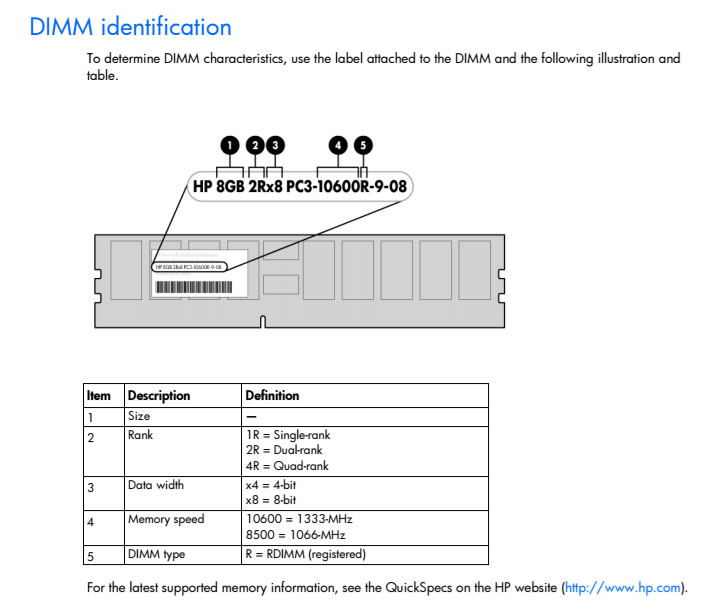 DIMM identification
To determine DIMM characteristics, use the label attached to the DIMM and the following illustration and
table.
1 2 3 4 5
HP 8GB 2Rx8 PC3-10600R-9-08
HP 8GB 2Rx8 PC3-10600R-9-08
Item Description Definition
1 Size —
2 Rank 1R = Single-rank
2R = Dual-rank
4R = Quad-rank
3 Data width x4 = 4-bit
x8 = 8-bit
4 Memory speed 10600 = 1333-MHz
8500 = 1066-MHz
5 DIMM type R = RDIMM (registered)
For the latest supported memory information, see the QuickSpecs on the HP website (http://www.hp.com).